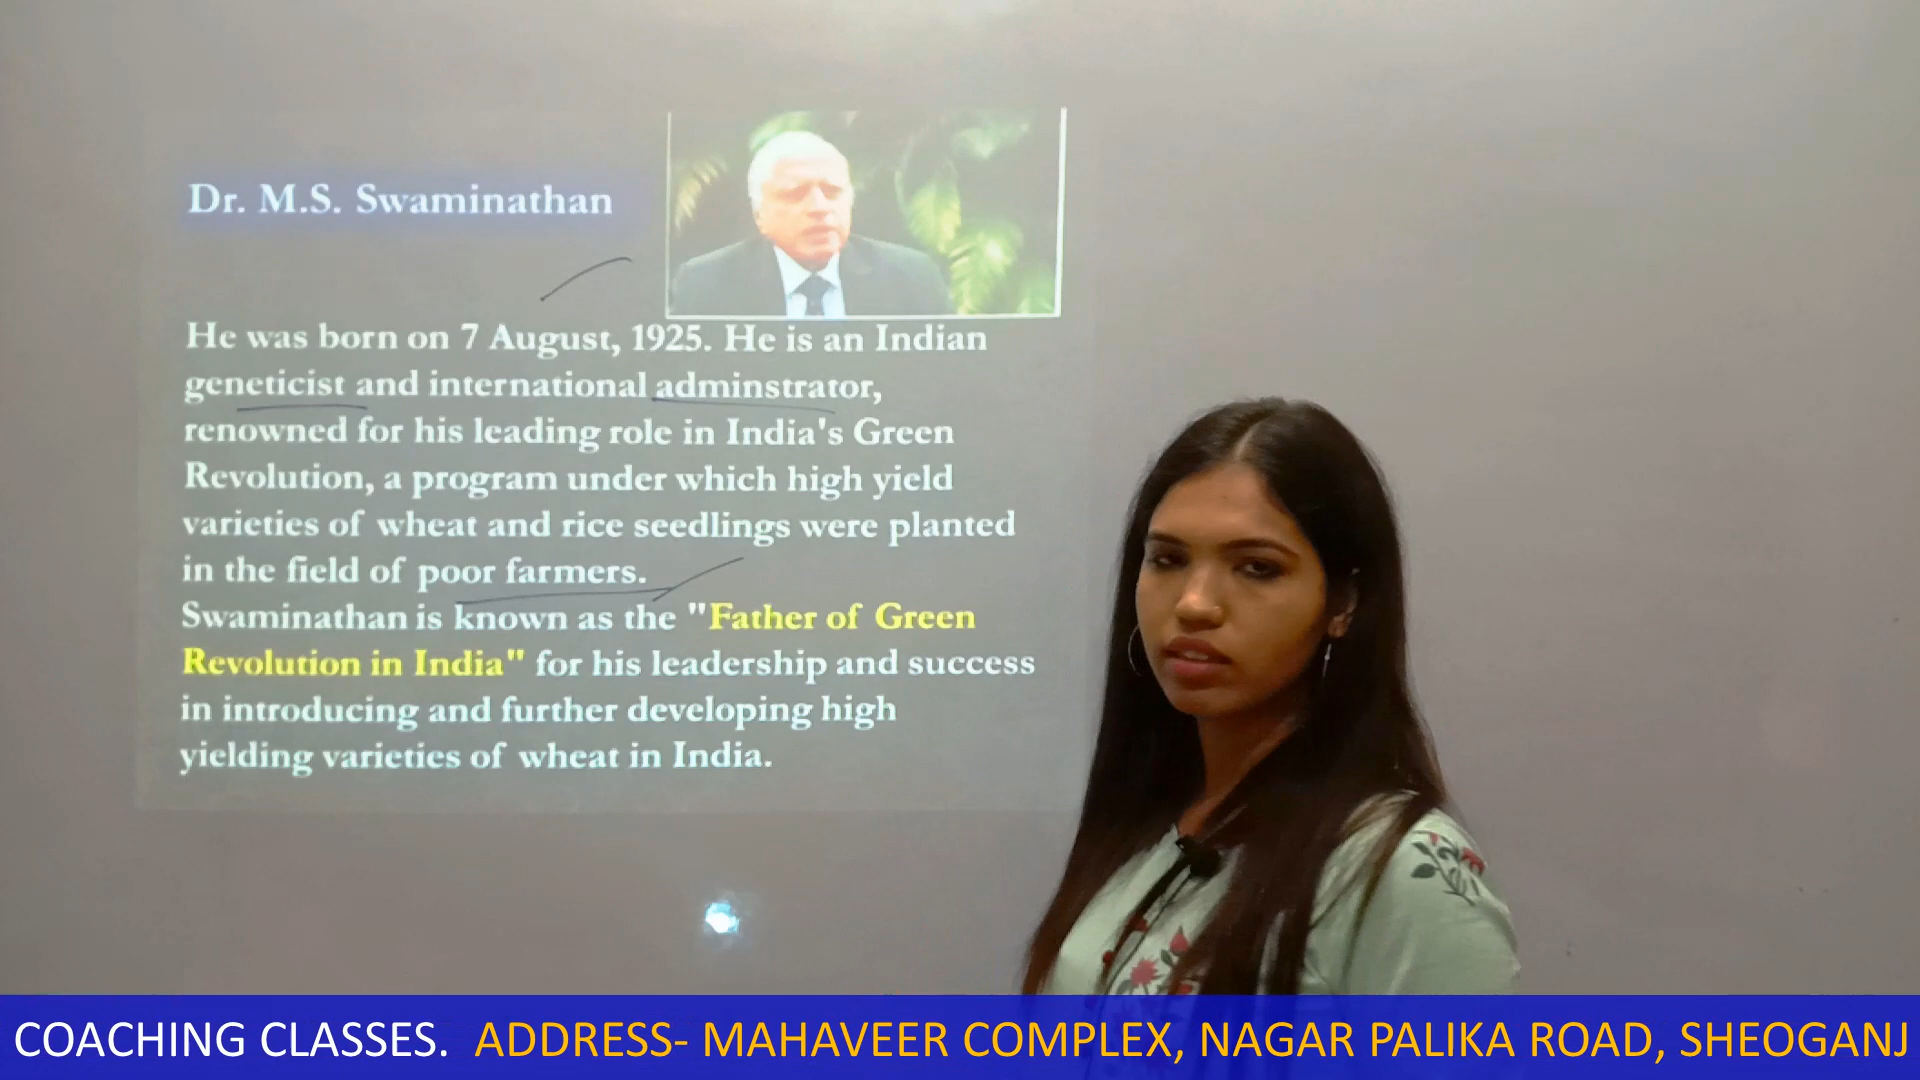 Dr. M.S. Swaminathan
He was born on 7 August, 1925. He is an Indian
geneticist and international adminstrator,
renowned for his leading role in India's Green
Revolution, a program under which high yield
varieties of wheat and rice seedlings were planted
in the field of poor farmers.
Swaminathan is known as the "Father of Green
Revolution in India" for his leadership and success
in introducing and further developing high
yielding varieties of wheat in India.
COACHING CLASSES. ADDRESS- MAHAVEER COMPLEX, NAGAR PALIKA ROAD, SHEOGANJ